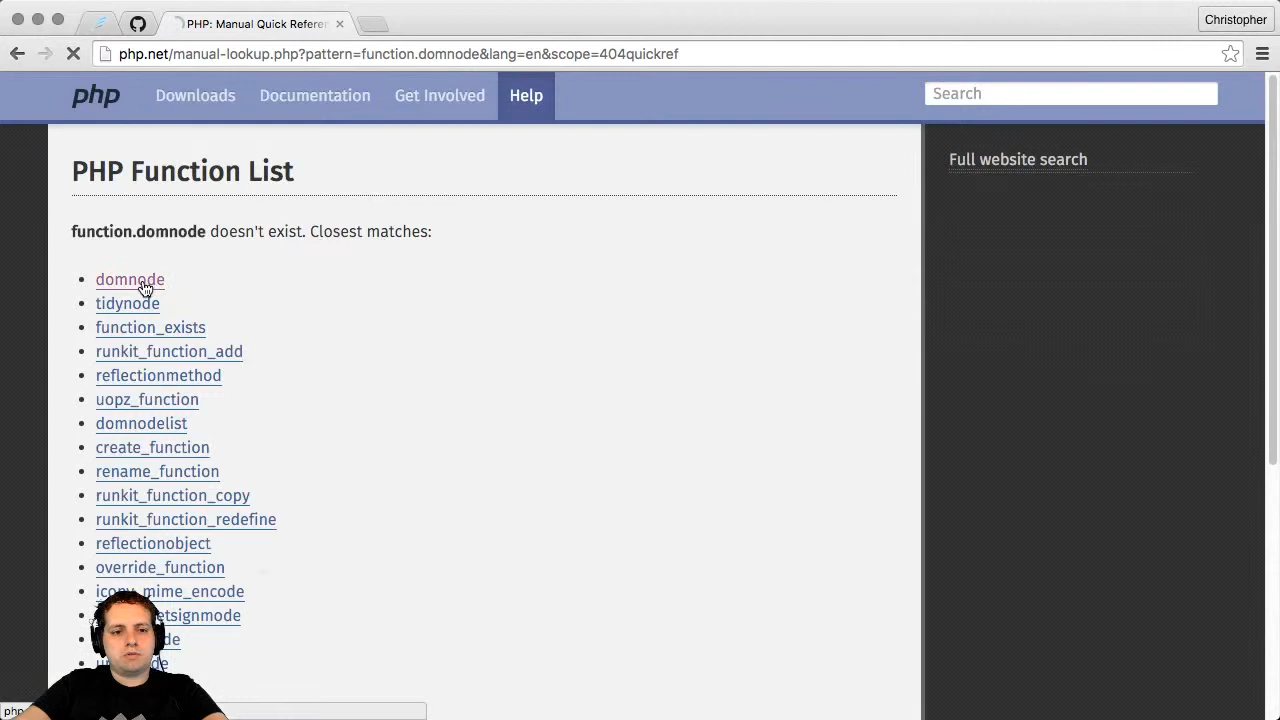 PHP: Manual Quick Refere
Christopher
php.net/manual-lookup.php?pattern=function.domnode&lang=en&scope=404quickref
php Downloads Documentation Get Involved Help Search
PHP Function List
Full website search
function.domnode doesn't exist. Closest matches:
domnode
tidynode
function_exists
runkit_function_add
reflectionmethod
uopz_function
domnodelist
create_function
rename_function
runkit_function_copy
runkit_function_redefine
reflectionobject
override_function
mime_encode
etsignmode
php